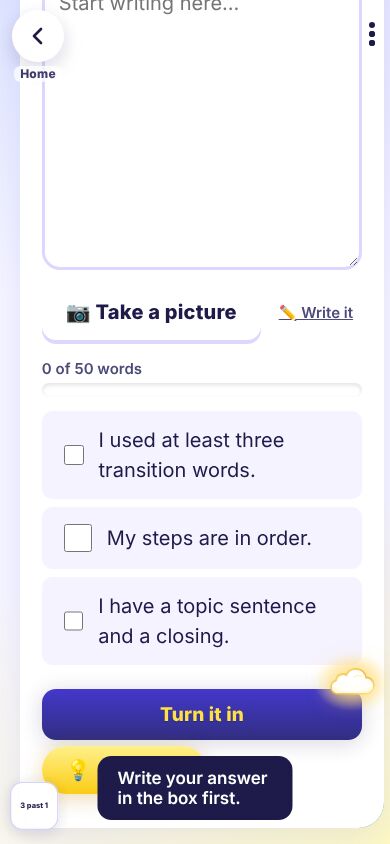 Start writing here...
Home
📷 Take a picture
✏️ Write it
0 of 50 words
I used at least three
transition words.
My steps are in order.
I have a topic sentence
and a closing.
Turn it in
Write your answer
in the box first.
3 past 1